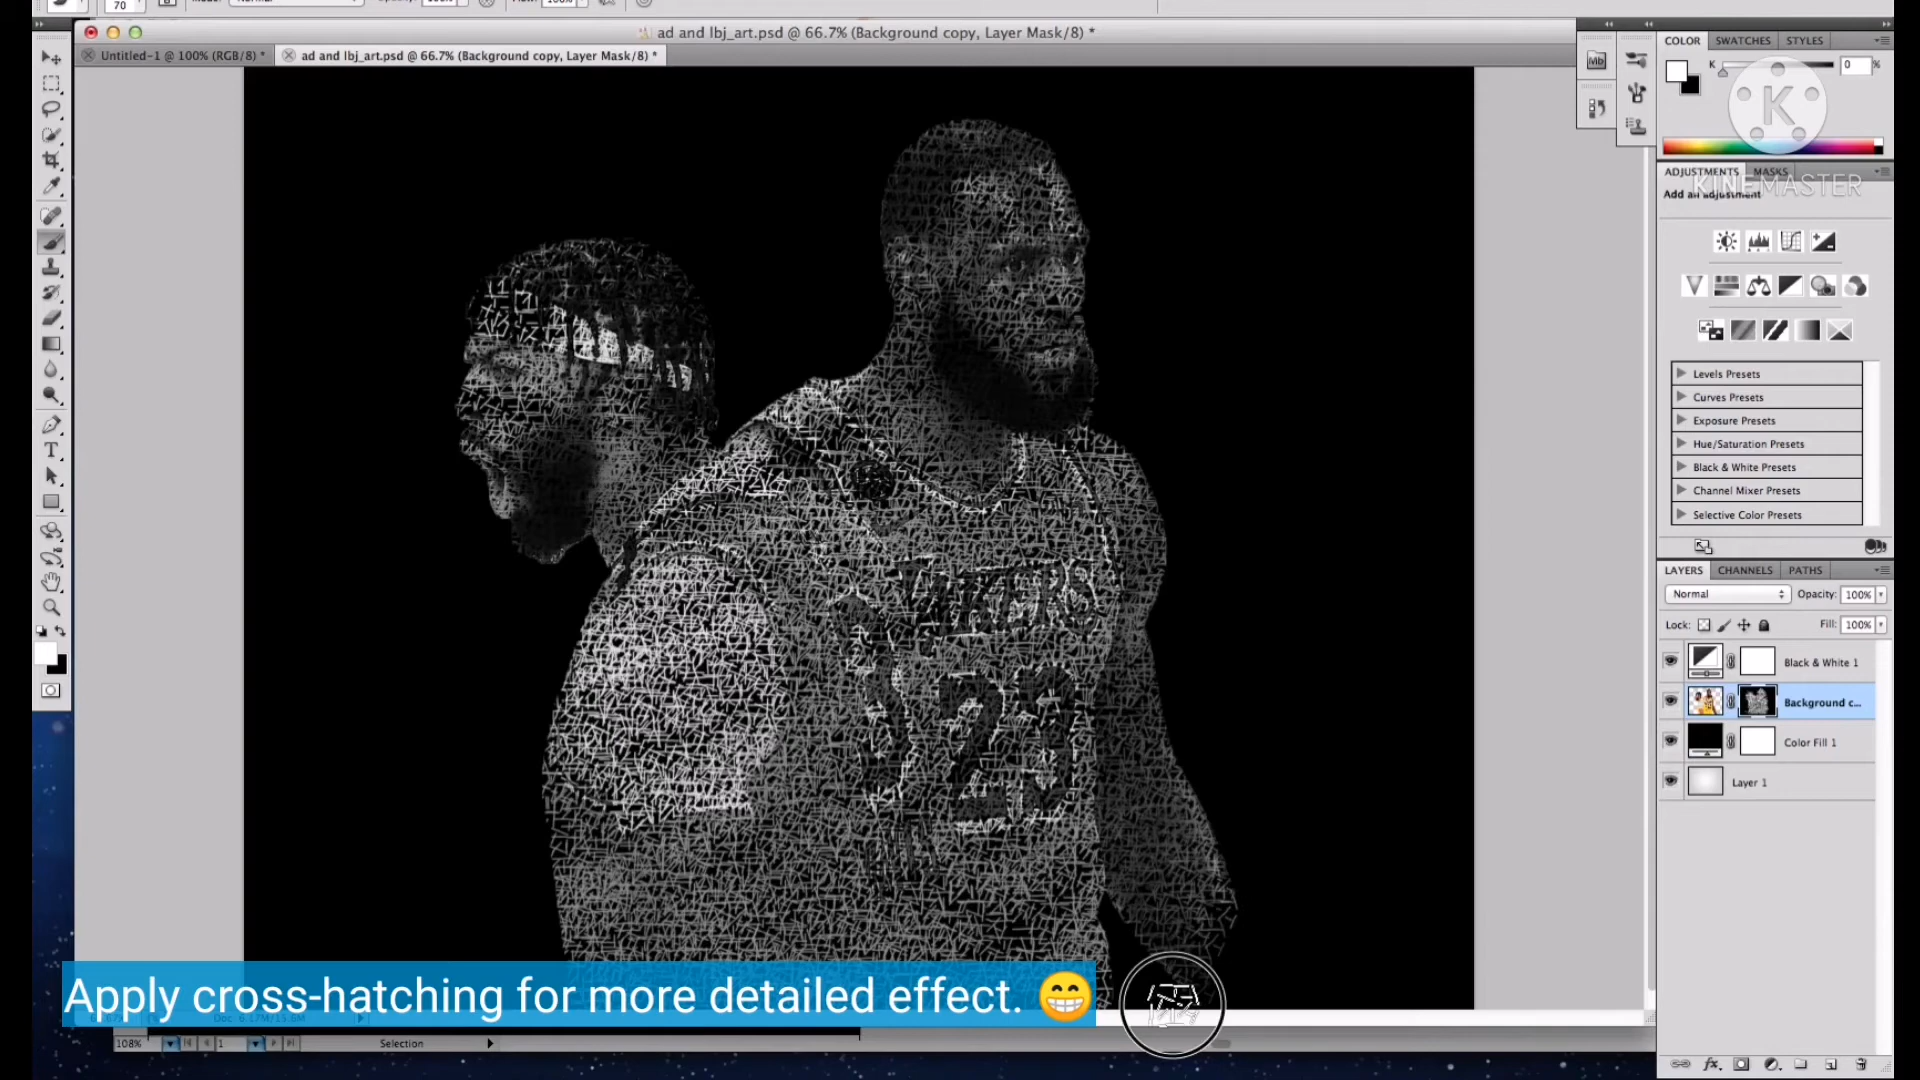 70
ad and lbj_art.psd @ 66.7% (Background copy, Layer Mask/8) *
Untitled-1 @ 100% (RGB/8) *
ad and lbj_art.psd @ 66.7% (Background copy, Layer Mask/8) *
Mb
COLOR SWATCHES STYLES
K 0 %
K
KINEMASTER
ADJUSTMENTS MASKS
Add an adjustment
Levels Presets
Curves Presets
Exposure Presets
Hue/Saturation Presets
Black & White Presets
Channel Mixer Presets
Selective Color Presets
LAYERS CHANNELS PATHS
Normal Opacity: 100%
Lock: Fill: 100%
Black & White 1
Background c...
Color Fill 1
Layer 1
LAKERS
23
Apply cross-hatching for more detailed effect. 😁
108% 1 Selection